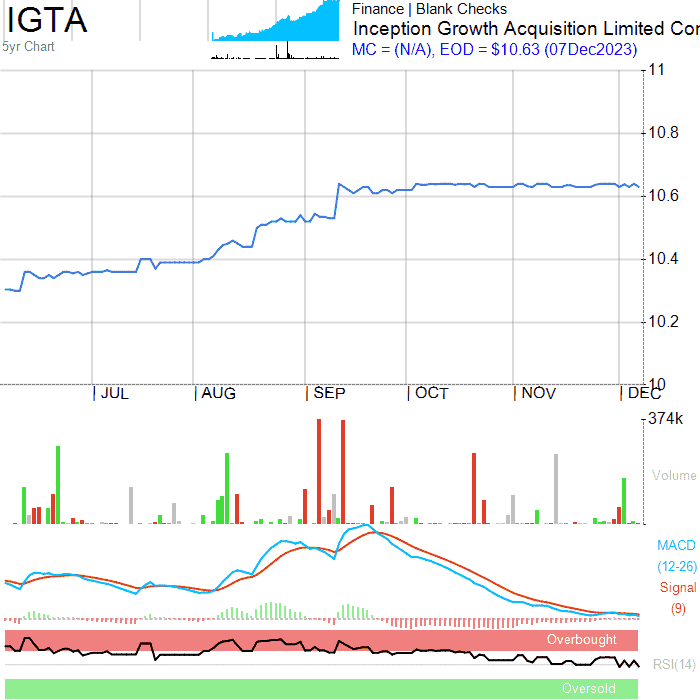 IGTA
5yr Chart
Finance | Blank Checks
Inception Growth Acquisition Limited Cor
MC = (N/A), EOD = $10.63 (07Dec2023)
11
10.8
10.6
10.4
10.2
10
JUL AUG SEP OCT NOV DEC
374k
Volume
MACD
(12-26)
Signal
(9)
Overbought
RSI(14)
Oversold